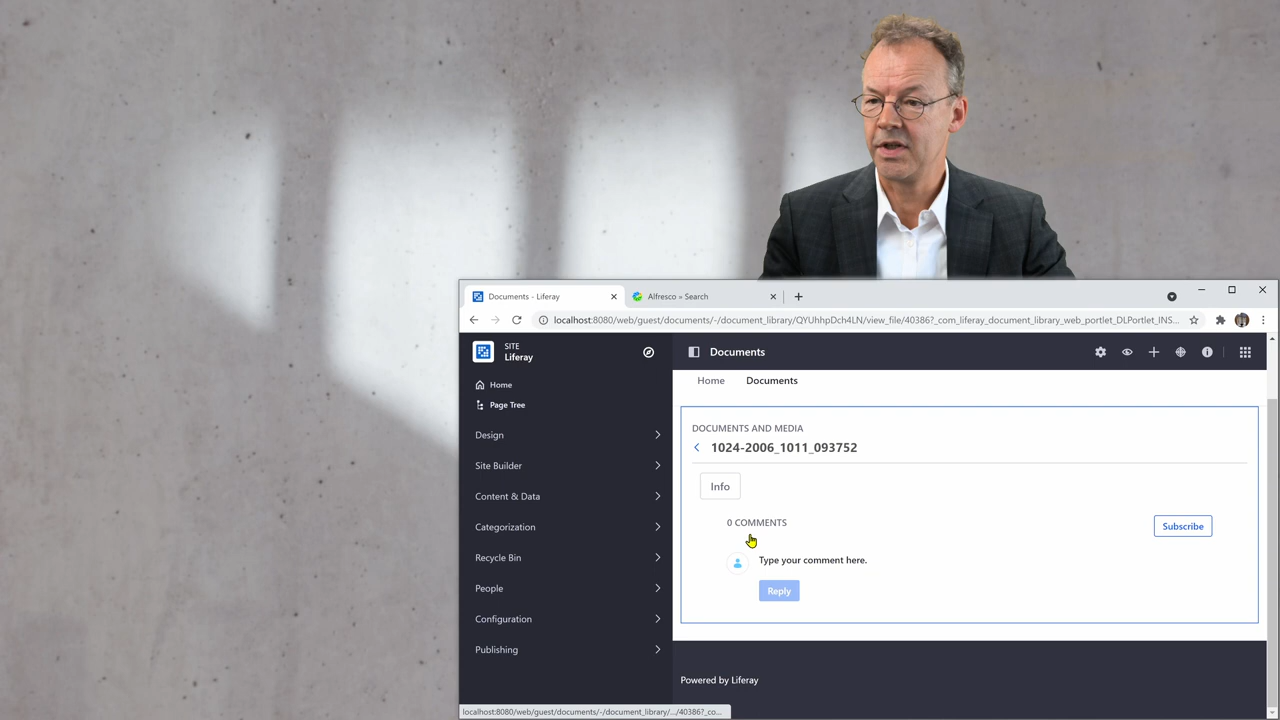 Documents - Liferay
Alfresco » Search
localhost:8080/web/guest/documents/-/document_library/QYUhhpDch4LN/view_file/40386?_com_liferay_document_library_web_portlet_DLPortlet_INS...
SITE
Liferay
Documents
Home
Page Tree
Design
Site Builder
Content & Data
Categorization
Recycle Bin
People
Configuration
Publishing
Home
Documents
DOCUMENTS AND MEDIA
1024-2006_1011_093752
Info
0 COMMENTS
Subscribe
Type your comment here.
Reply
Powered by Liferay
localhost:8080/web/guest/documents/-/document_library/.../40386?_co...